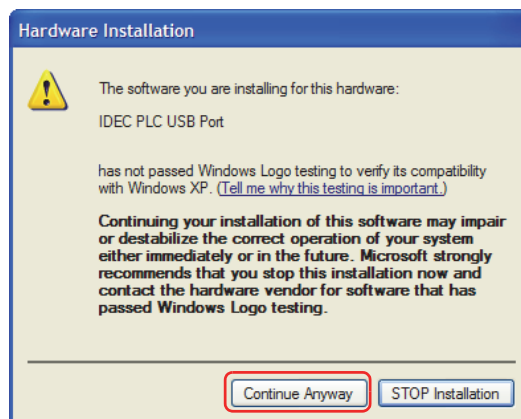 Hardware Installation
The software you are installing for this hardware:
IDEC PLC USB Port
has not passed Windows Logo testing to verify its compatibility
with Windows XP. (Tell me why this testing is important.)
Continuing your installation of this software may impair
or destabilize the correct operation of your system
either immediately or in the future. Microsoft strongly
recommends that you stop this installation now and
contact the hardware vendor for software that has
passed Windows Logo testing.
Continue Anyway
STOP Installation